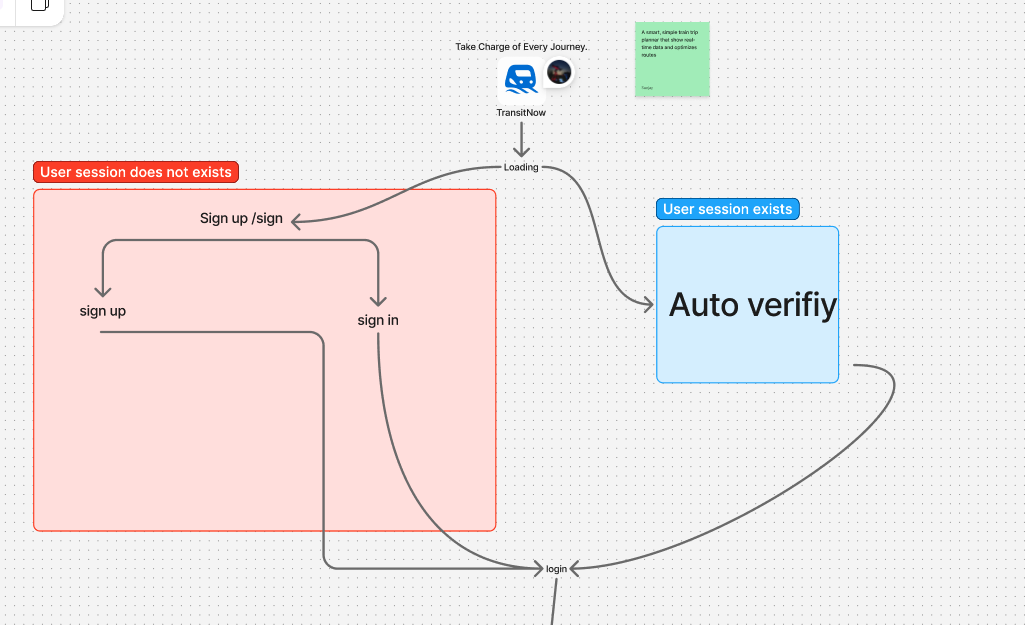 Take Charge of Every Journey.
A smart, simple train trip
planner that show real-
time data and optimizes
routes
TransitNow
Loading
User session does not exists
Sign up /sign
sign up
sign in
User session exists
Auto verifiy
login